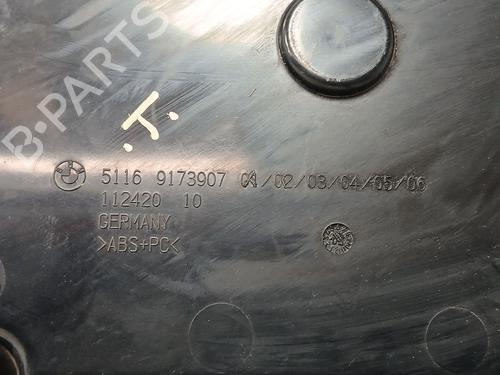 B-PARTS
J.
5116 9173907 01/02/03/04/05/06
112420 10
GERMANY
>ABS+PC<